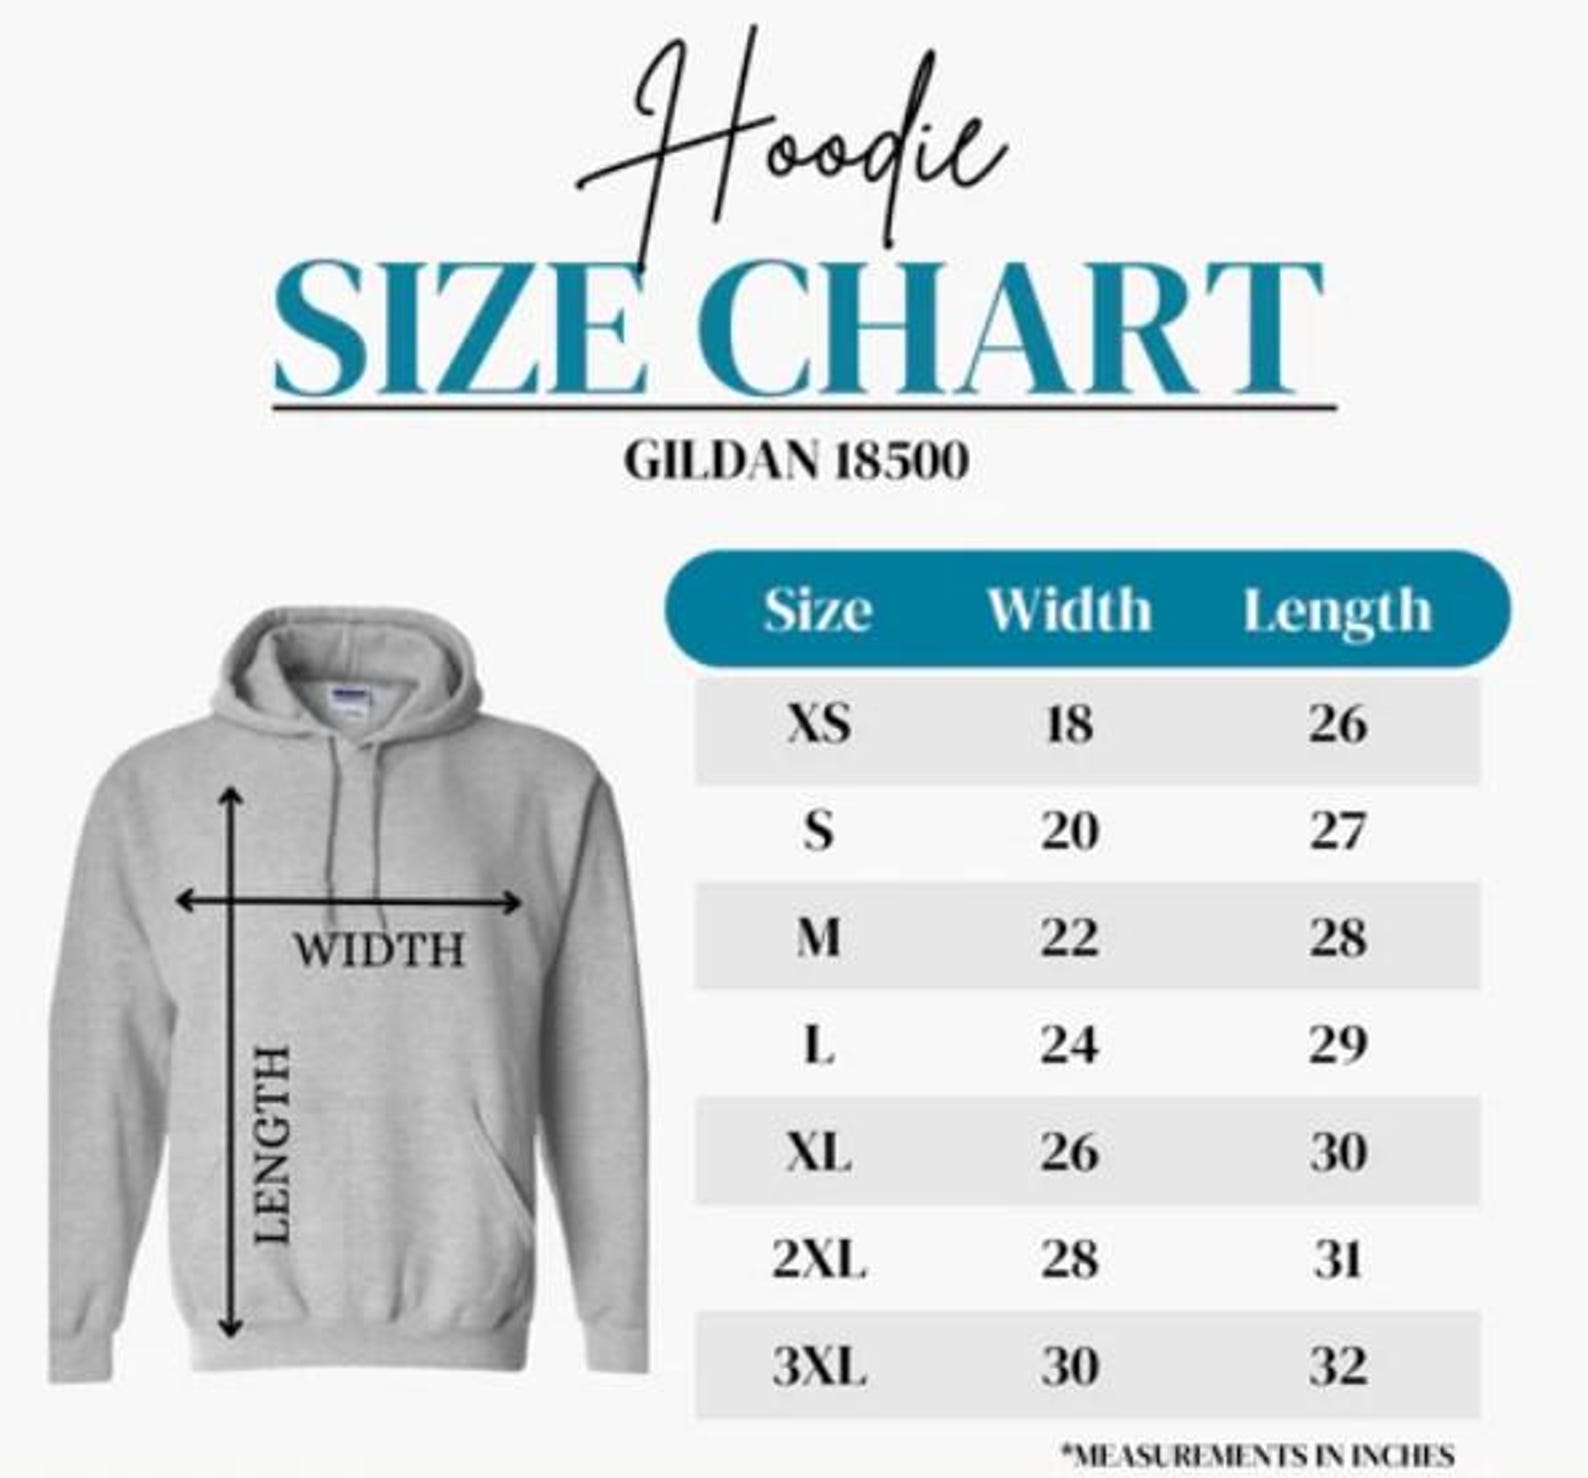 Hoodie
SIZE CHART
GILDAN 18500
Size Width Length
XS 18 26
S 20 27
M 22 28
L 24 29
XL 26 30
2XL 28 31
3XL 30 32
WIDTH
LENGTH
*MEASUREMENTS IN INCHES